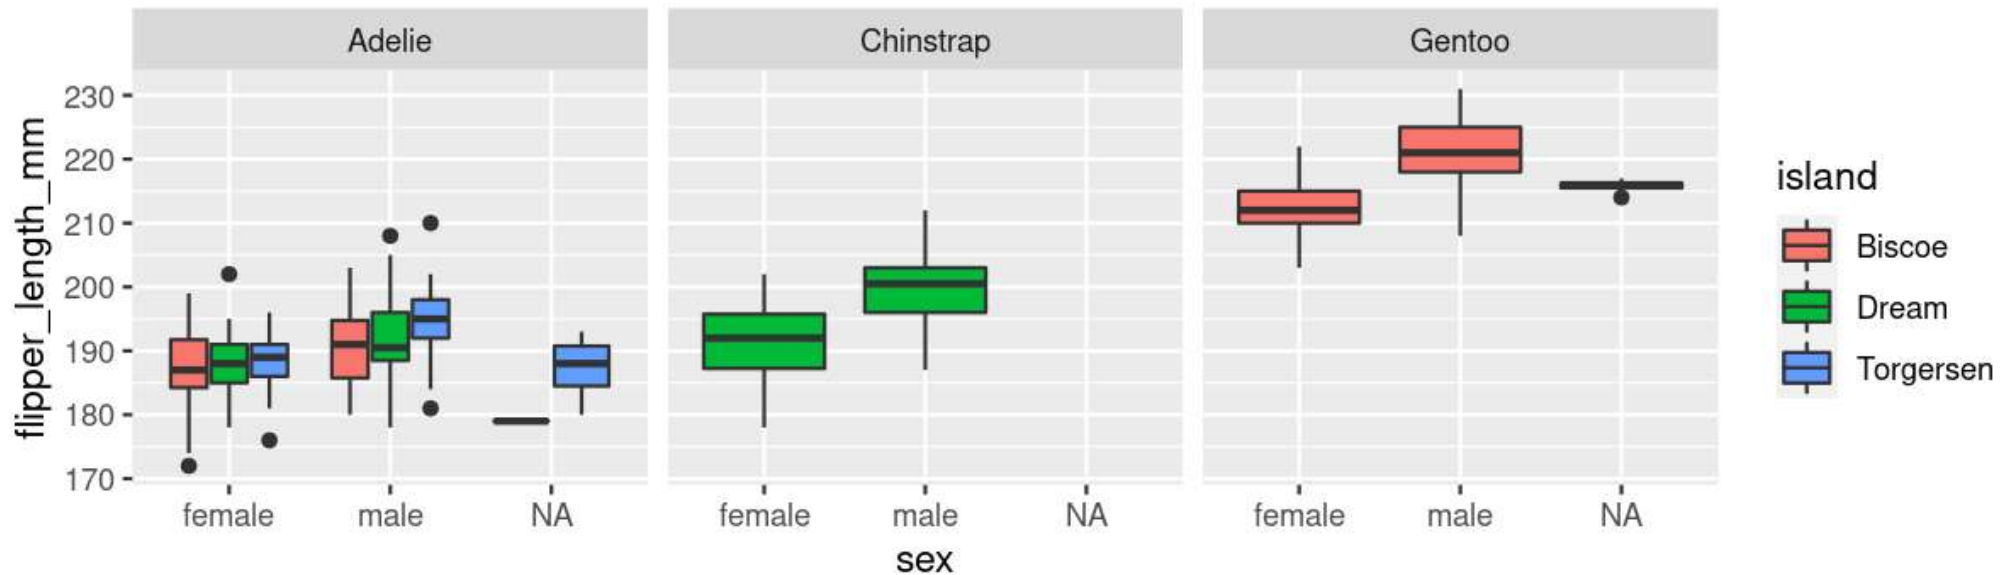 Adelie
Chinstrap
Gentoo
flipper_length_mm
230
220
210
200
190
180
170
female
male
NA
female
male
NA
female
male
NA
sex
island
Biscoe
Dream
Torgersen